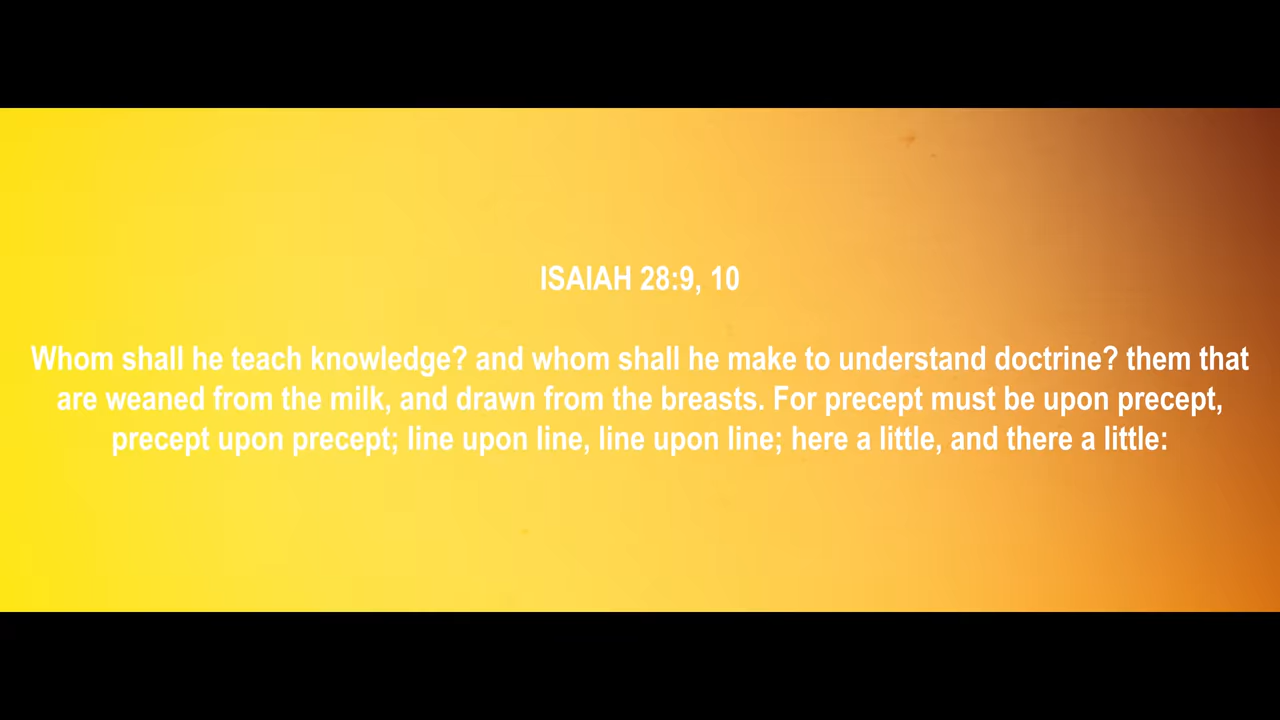 ISAIAH 28:9, 10
Whom shall he teach knowledge? and whom shall he make to understand doctrine? them that
are weaned from the milk, and drawn from the breasts. For precept must be upon precept,
precept upon precept; line upon line, line upon line; here a little, and there a little: